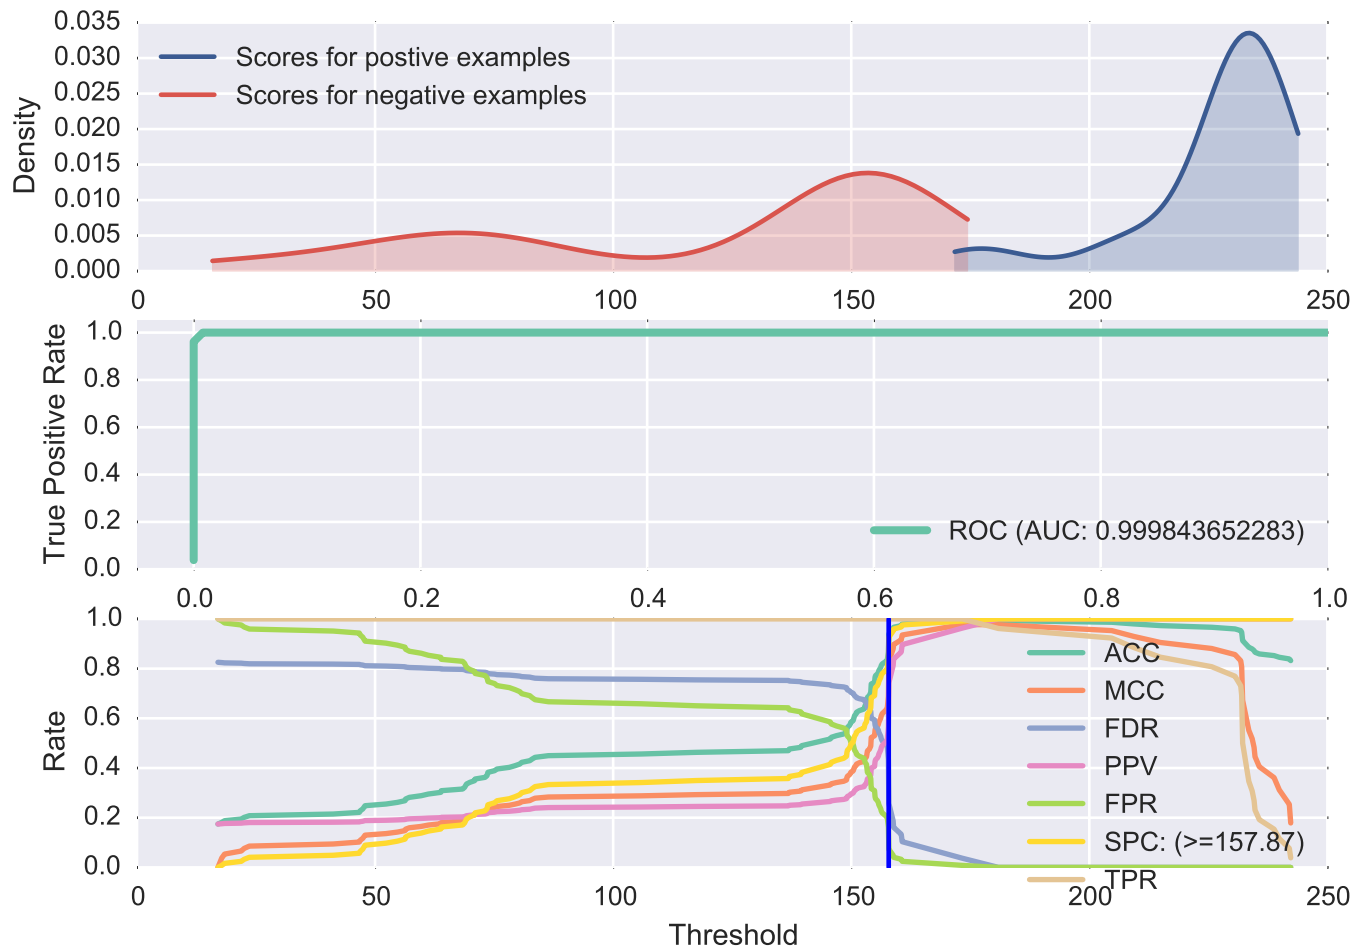 0.035
0.030
0.025
0.020
0.015
0.010
0.005
0.000
Density
Scores for postive examples
Scores for negative examples
0 50 100 150 200 250
1.0
0.8
0.6
0.4
0.2
0.0
True Positive Rate
ROC (AUC: 0.999843652283)
0.0 0.2 0.4 0.6 0.8 1.0
1.0
0.8
0.6
0.4
0.2
0.0
Rate
ACC
MCC
FDR
PPV
FPR
SPC: (>=157.87)
TPR
0 50 100 150 200 250
Threshold